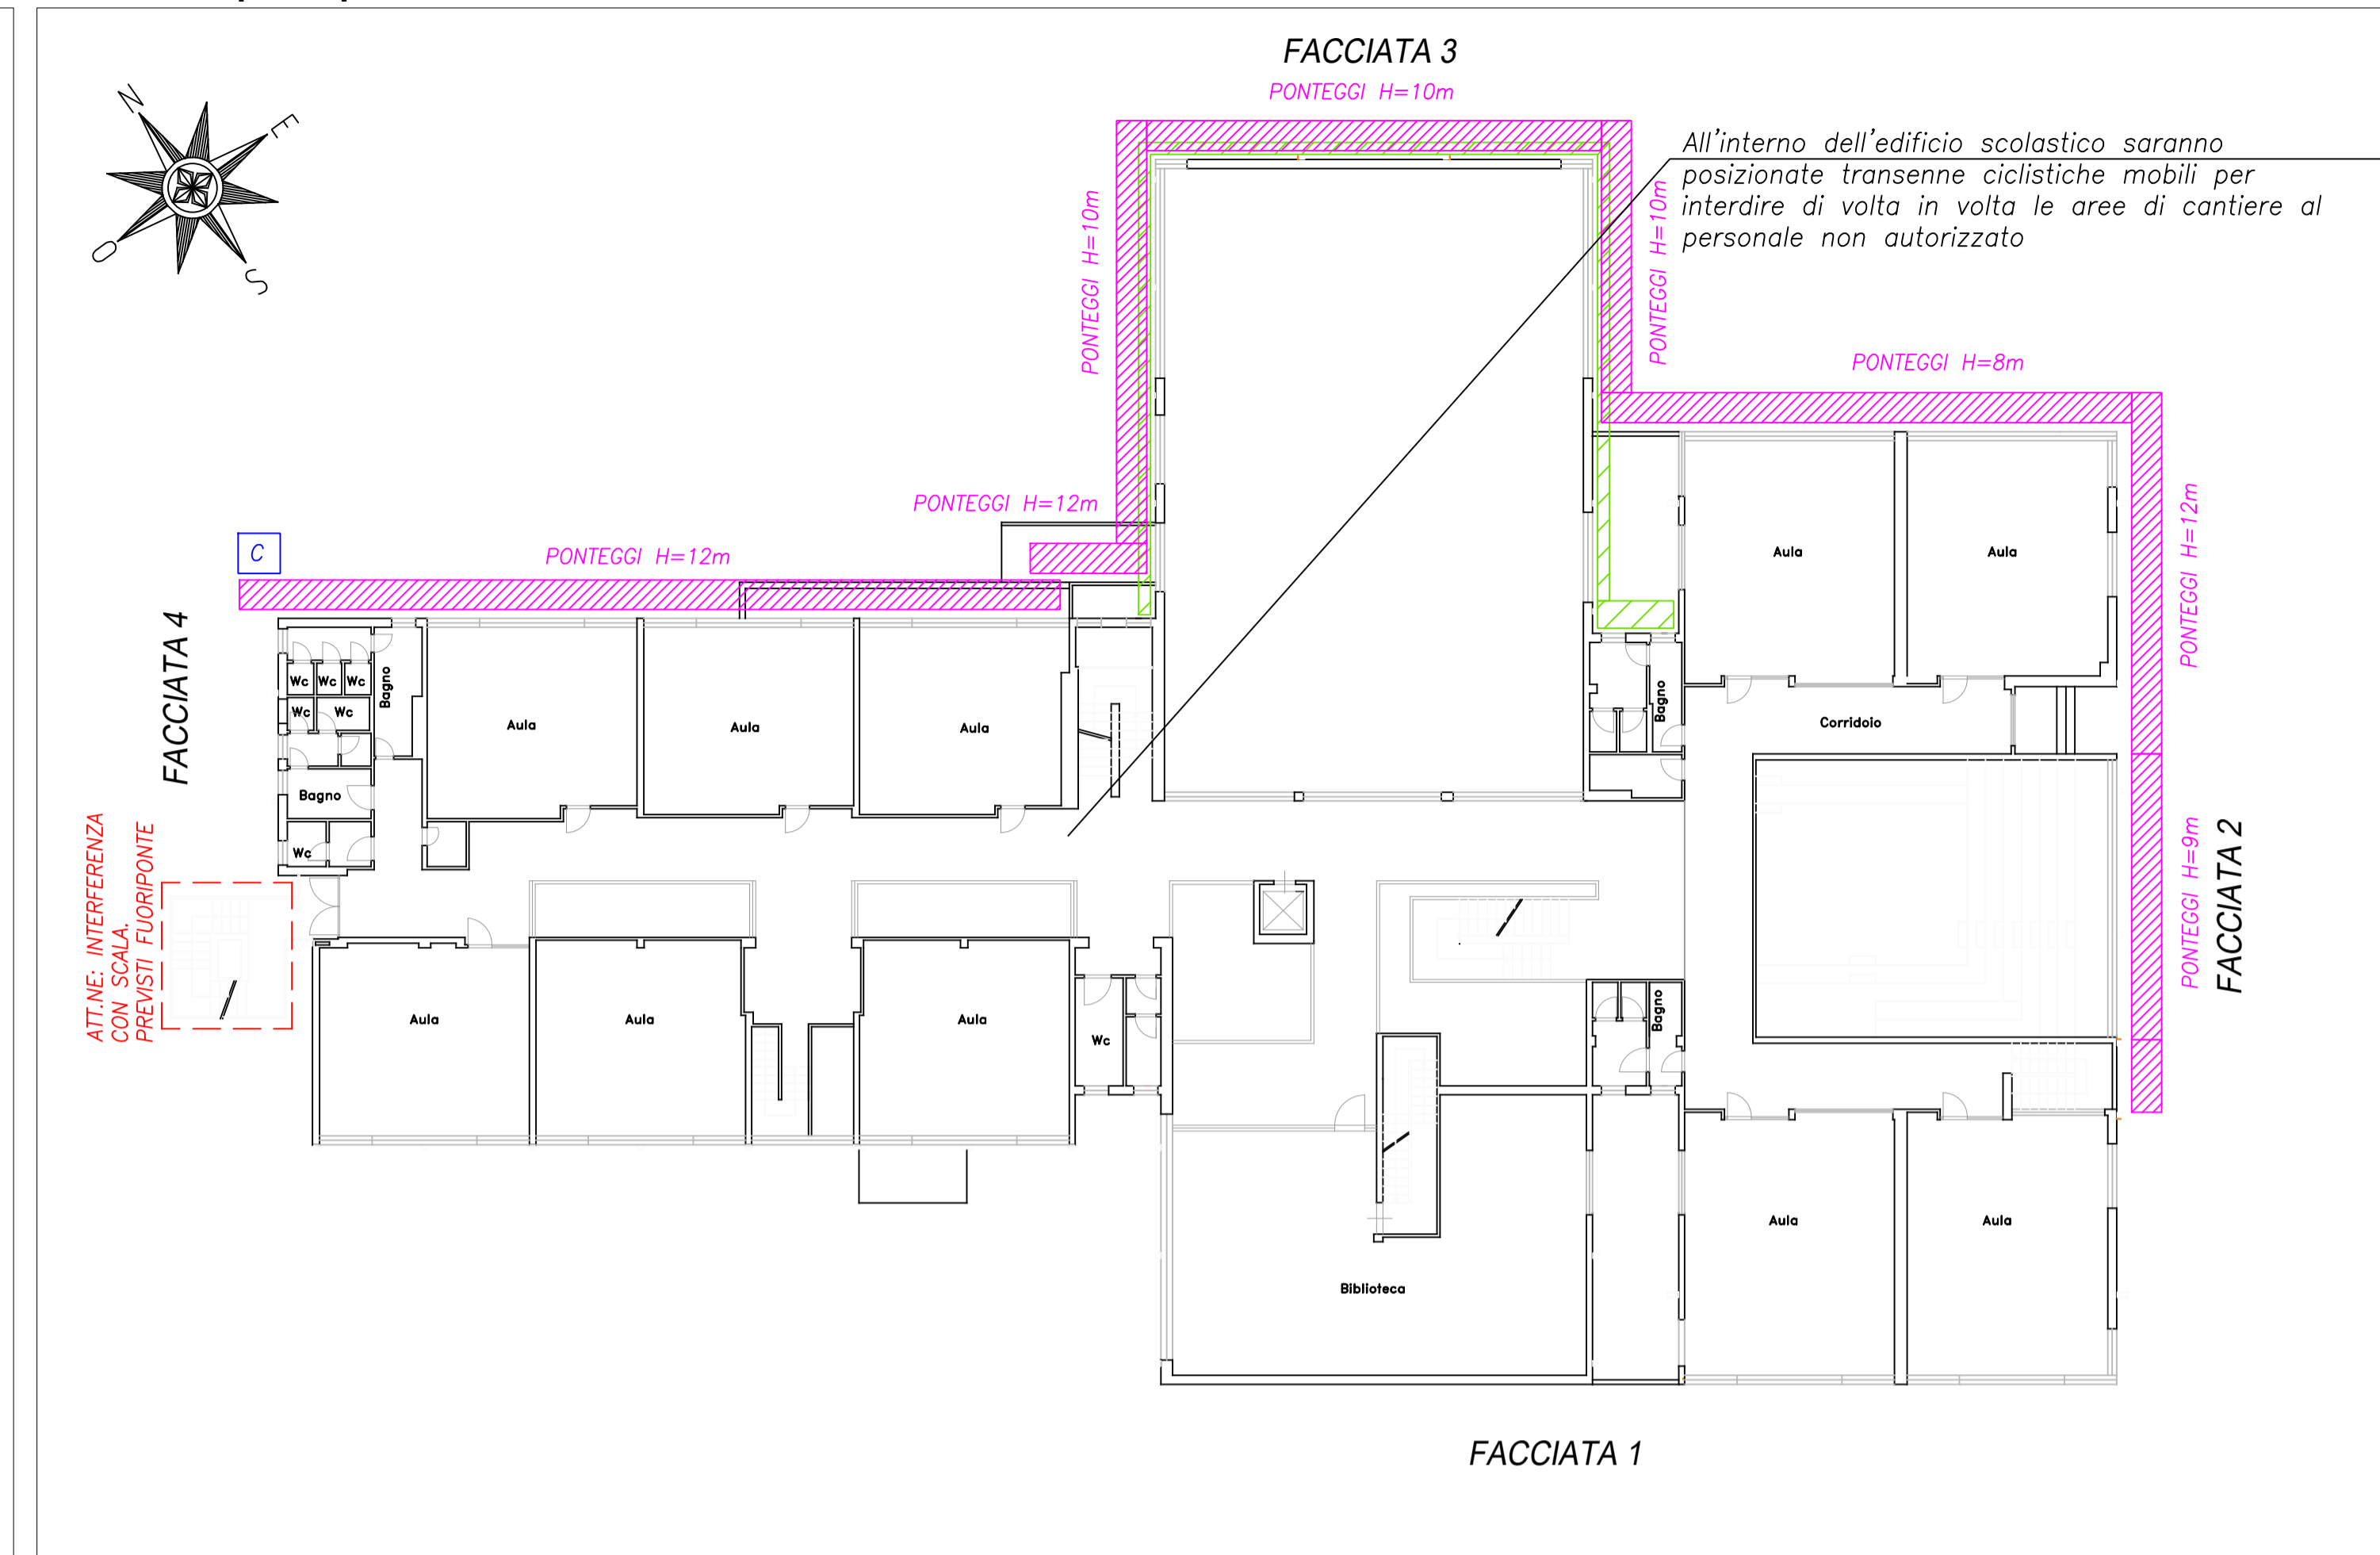 FACCIATA 3
PONTEGGI H=10m
N
E
O
S
All'interno dell'edificio scolastico saranno
posizionate transenne ciclistiche mobili per
interdire di volta in volta le aree di cantiere al
personale non autorizzato
PONTEGGI H=10m
PONTEGGI H=10m
PONTEGGI H=8m
PONTEGGI H=12m
PONTEGGI H=12m
C
PONTEGGI H=12m
Aula
Aula
FACCIATA 4
Wc
Wc
Wc
Bagno
Wc
Wc
Aula
Aula
Aula
Bagno
Corridoio
Bagno
Wc
ATT.NE: INTERFERENZA
CON SCALA.
PREVISTI FUORIPONTE
PONTEGGI H=9m
FACCIATA 2
Aula
Aula
Aula
Wc
Bagno
Aula
Aula
Biblioteca
FACCIATA 1